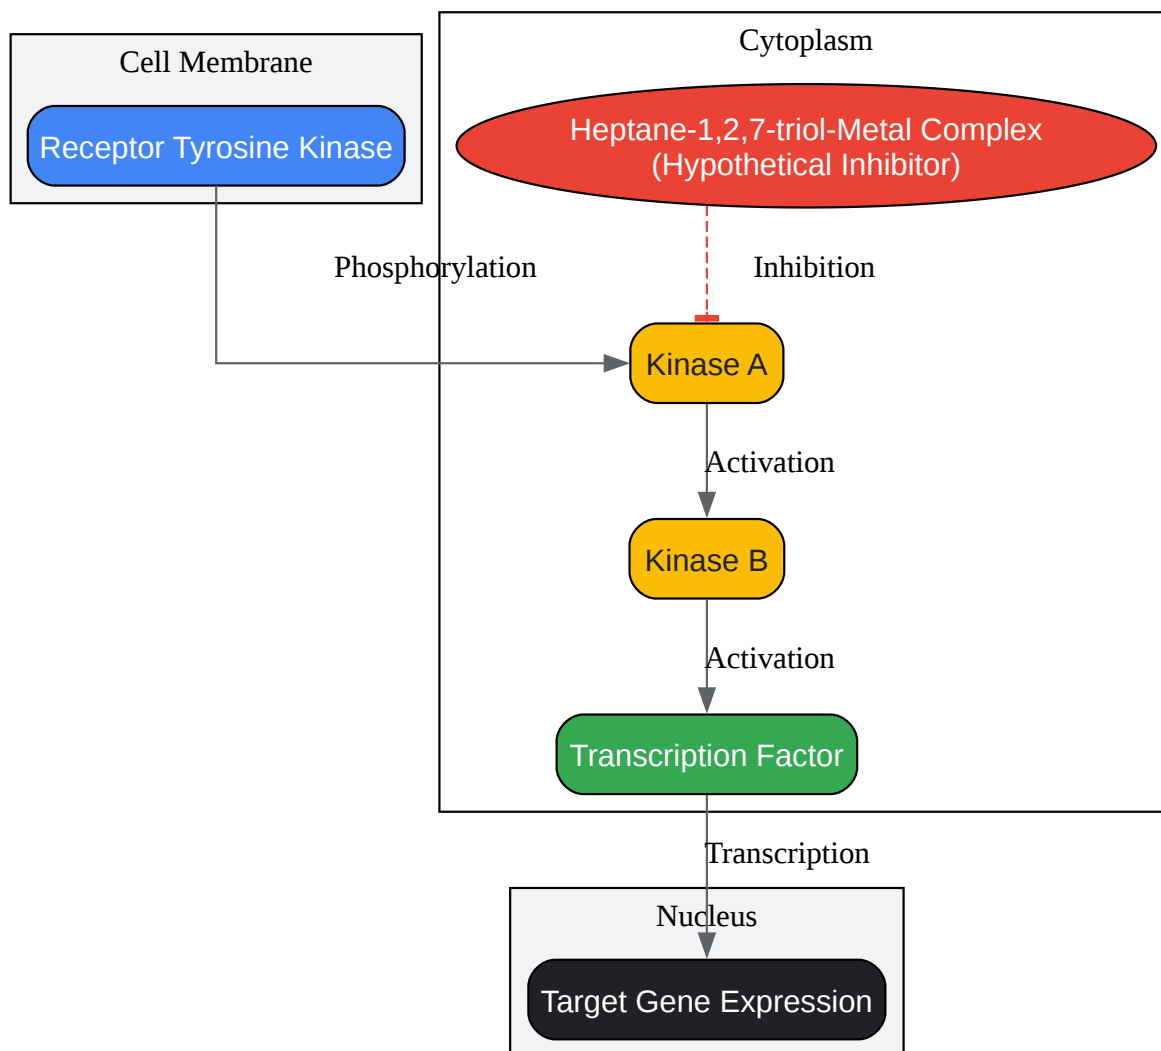 Cytoplasm
Cell Membrane
Heptane-1,2,7-triol-Metal Complex
(Hypothetical Inhibitor)
Receptor Tyrosine Kinase
Phosphorylation
Inhibition
Kinase A
Activation
Kinase B
Activation
Transcription Factor
Transcription
Nucleus
Target Gene Expression